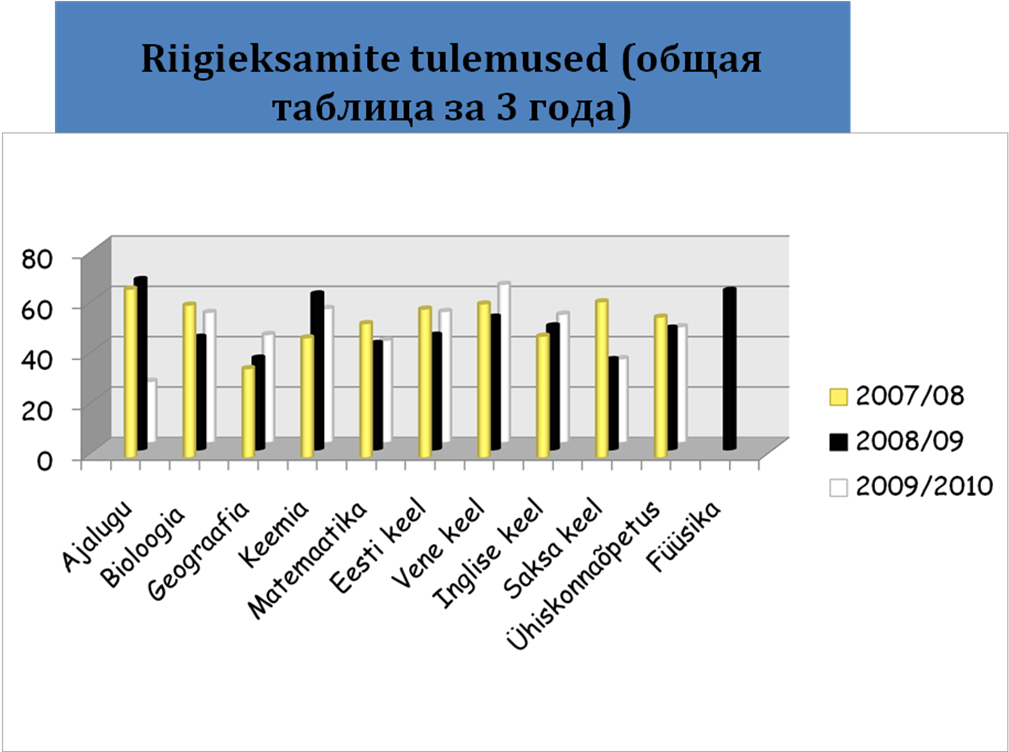 Riigieksamite tulemused (общая
таблица за 3 года)
80
60
40
20
0
Ajalugu
Bioloogia
Geograafia
Keemia
Matemaatika
Eesti keel
Vene keel
Inglise keel
Saksa keel
Ühiskonnaõpetus
Füüsika
2007/08
2008/09
2009/2010